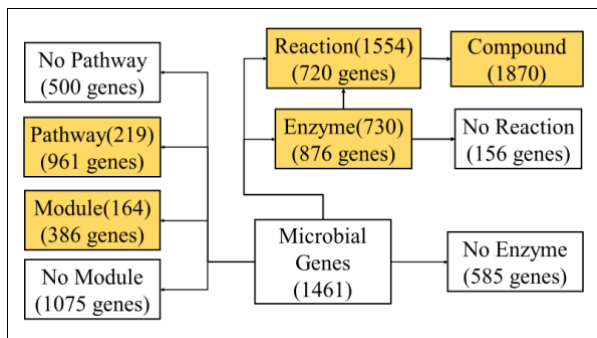 No Pathway
(500 genes)
Pathway(219)
(961 genes)
Module(164)
(386 genes)
No Module
(1075 genes)
Reaction(1554)
(720 genes)
Compound
(1870)
Enzyme(730)
(876 genes)
No Reaction
(156 genes)
Microbial
Genes
(1461)
No Enzyme
(585 genes)